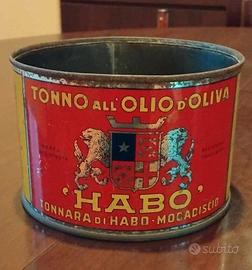 TONNO ALL'OLIO D'OLIVA
HABO
TONNARA DI HABO-MOGADISCIO
subito